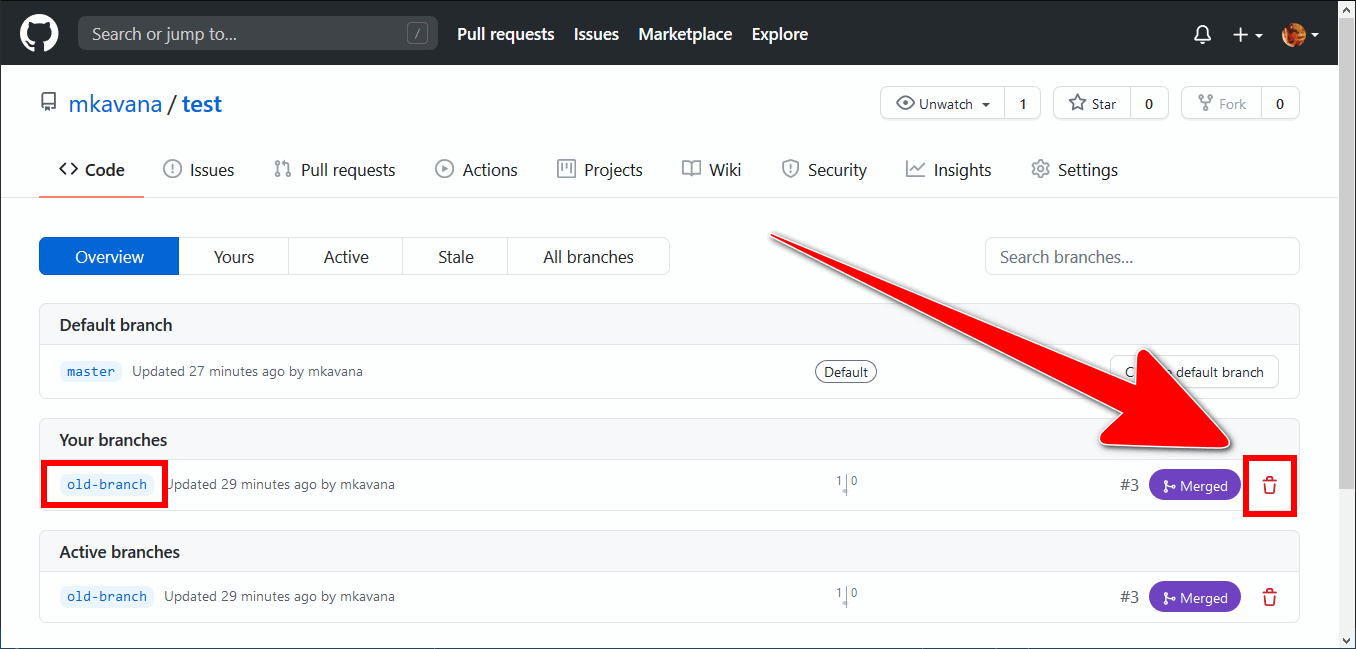 Search or jump to... / Pull requests Issues Marketplace Explore
mkavana / test Unwatch 1 Star 0 Fork 0
Code Issues Pull requests Actions Projects Wiki Security Insights Settings
Overview Yours Active Stale All branches Search branches...
Default branch
master Updated 27 minutes ago by mkavana Default default branch
Your branches
old-branch Updated 29 minutes ago by mkavana 1 0 #3 Merged
Active branches
old-branch Updated 29 minutes ago by mkavana 1 0 #3 Merged